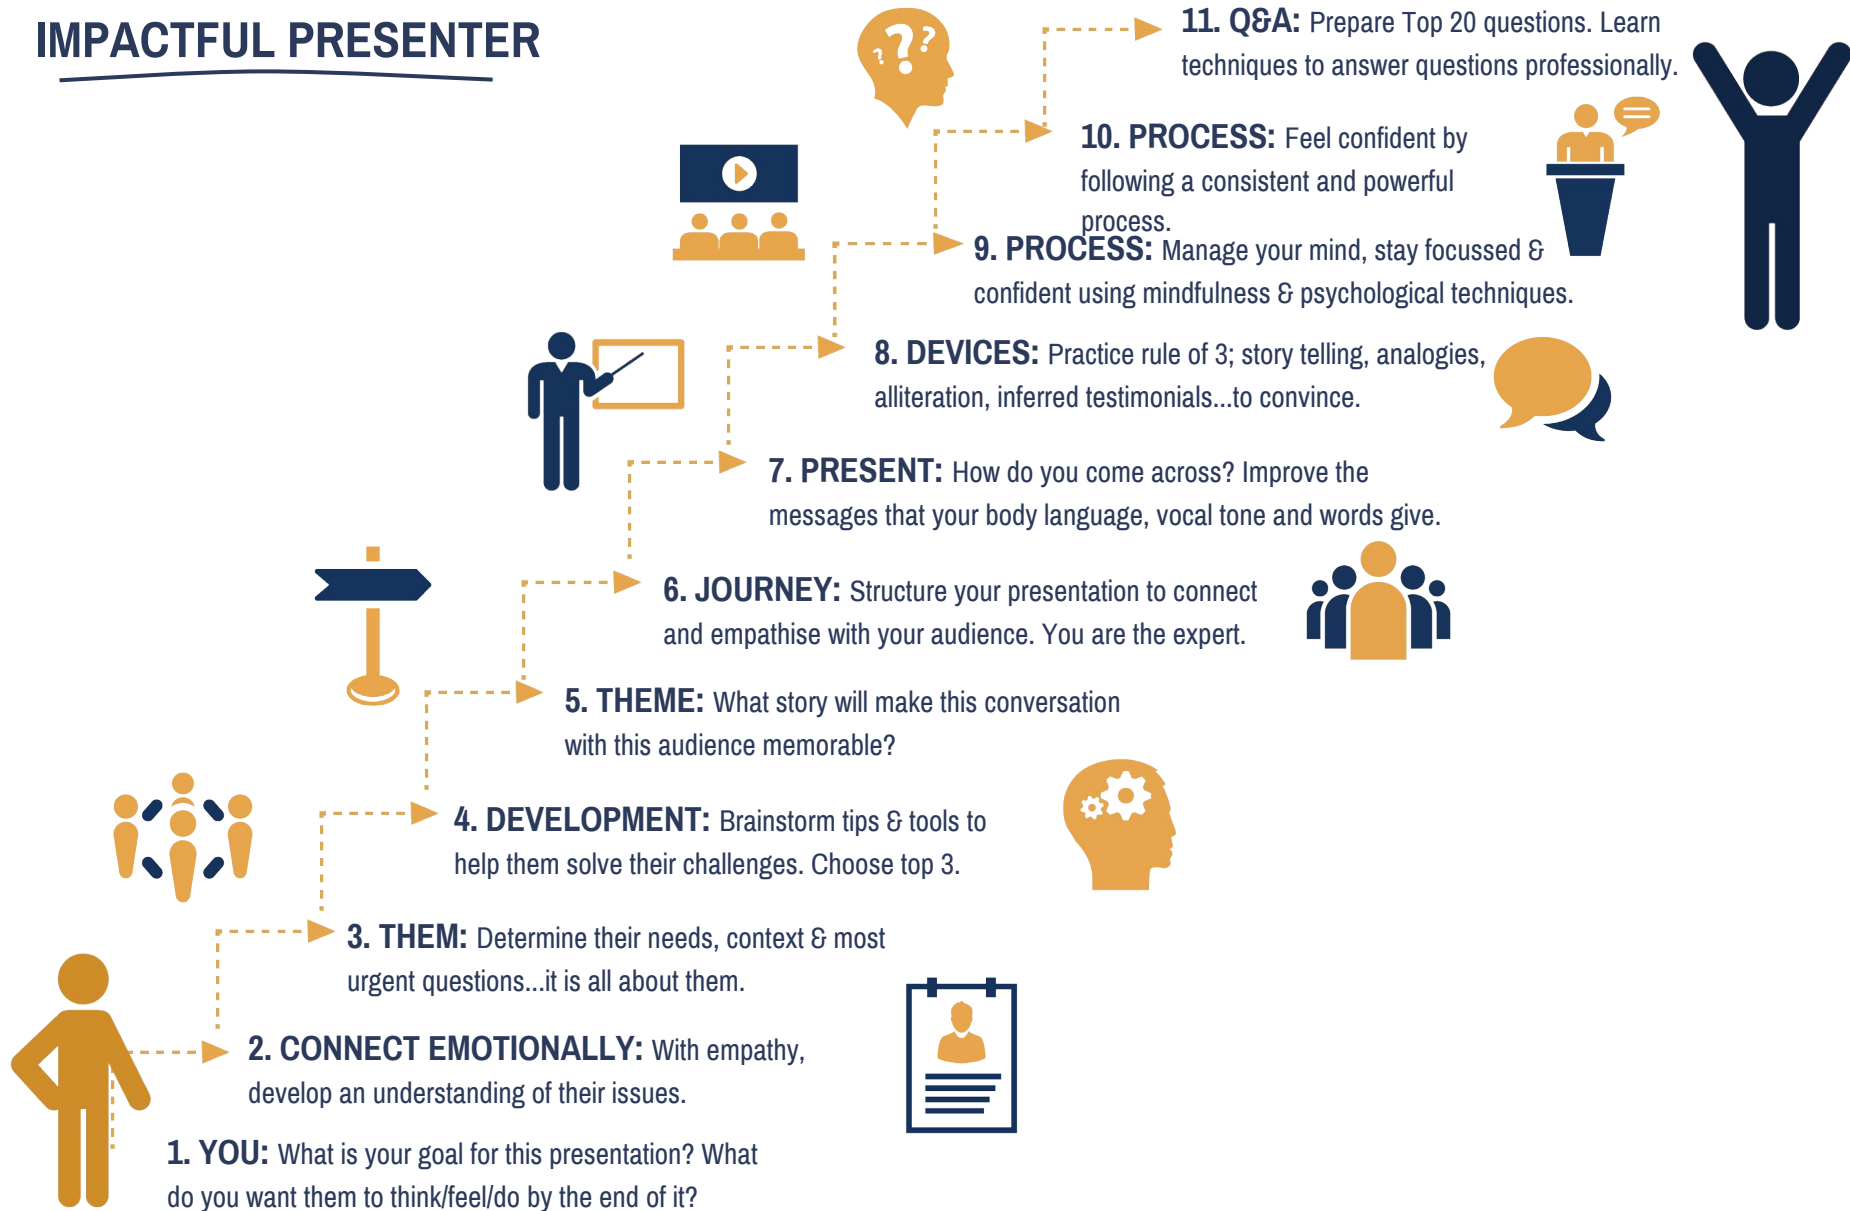 IMPACTFUL PRESENTER
11. Q&A: Prepare Top 20 questions. Learn
techniques to answer questions professionally.
10. PROCESS: Feel confident by
following a consistent and powerful
process.
9. PROCESS: Manage your mind, stay focussed &
confident using mindfulness & psychological techniques.
8. DEVICES: Practice rule of 3; story telling, analogies,
alliteration, inferred testimonials...to convince.
7. PRESENT: How do you come across? Improve the
messages that your body language, vocal tone and words give.
6. JOURNEY: Structure your presentation to connect
and empathise with your audience. You are the expert.
5. THEME: What story will make this conversation
with this audience memorable?
4. DEVELOPMENT: Brainstorm tips & tools to
help them solve their challenges. Choose top 3.
3. THEM: Determine their needs, context & most
urgent questions...it is all about them.
2. CONNECT EMOTIONALLY: With empathy,
develop an understanding of their issues.
1. YOU: What is your goal for this presentation? What
do you want them to think/feel/do by the end of it?